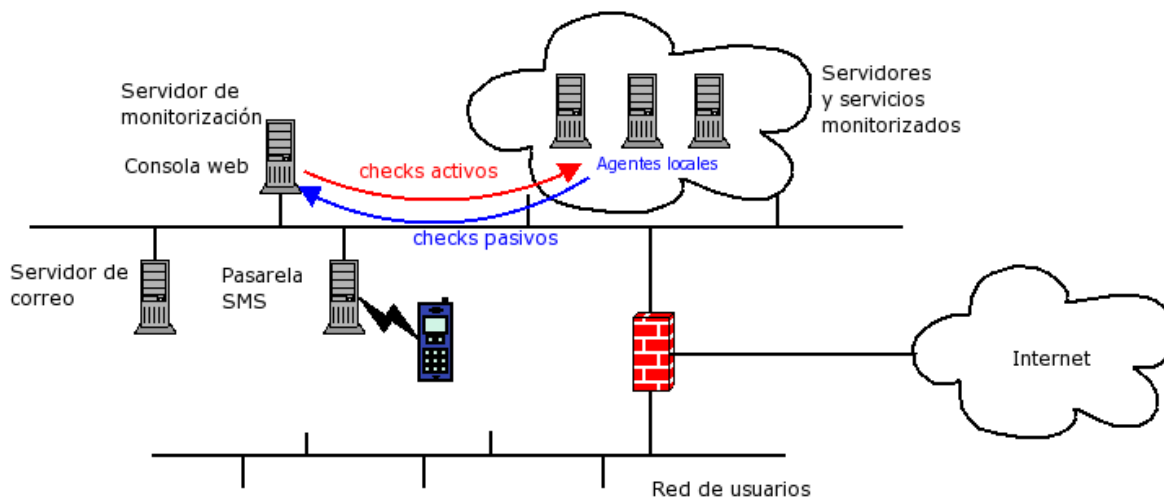 Servidor de
monitorización
Consola web
Servidores
y servicios
monitorizados
Agentes locales
checks activos
checks pasivos
Servidor de
correo
Pasarela
SMS
Internet
Red de usuarios